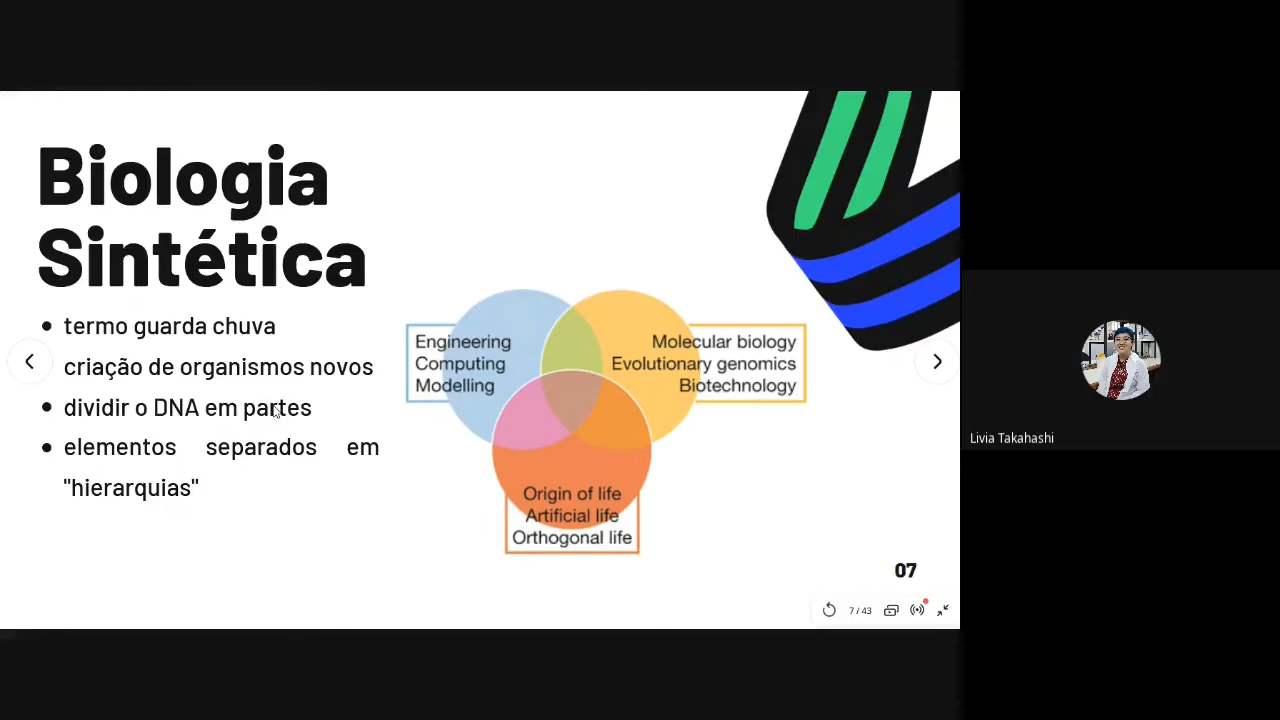 Biologia
Sintética
termo guarda chuva
criação de organismos novos
dividir o DNA em partes
elementos separados em
"hierarquias"
Engineering
Computing
Modelling
Molecular biology
Evolutionary genomics
Biotechnology
Origin of life
Artificial life
Orthogonal life
07
7 / 43
Livia Takahashi